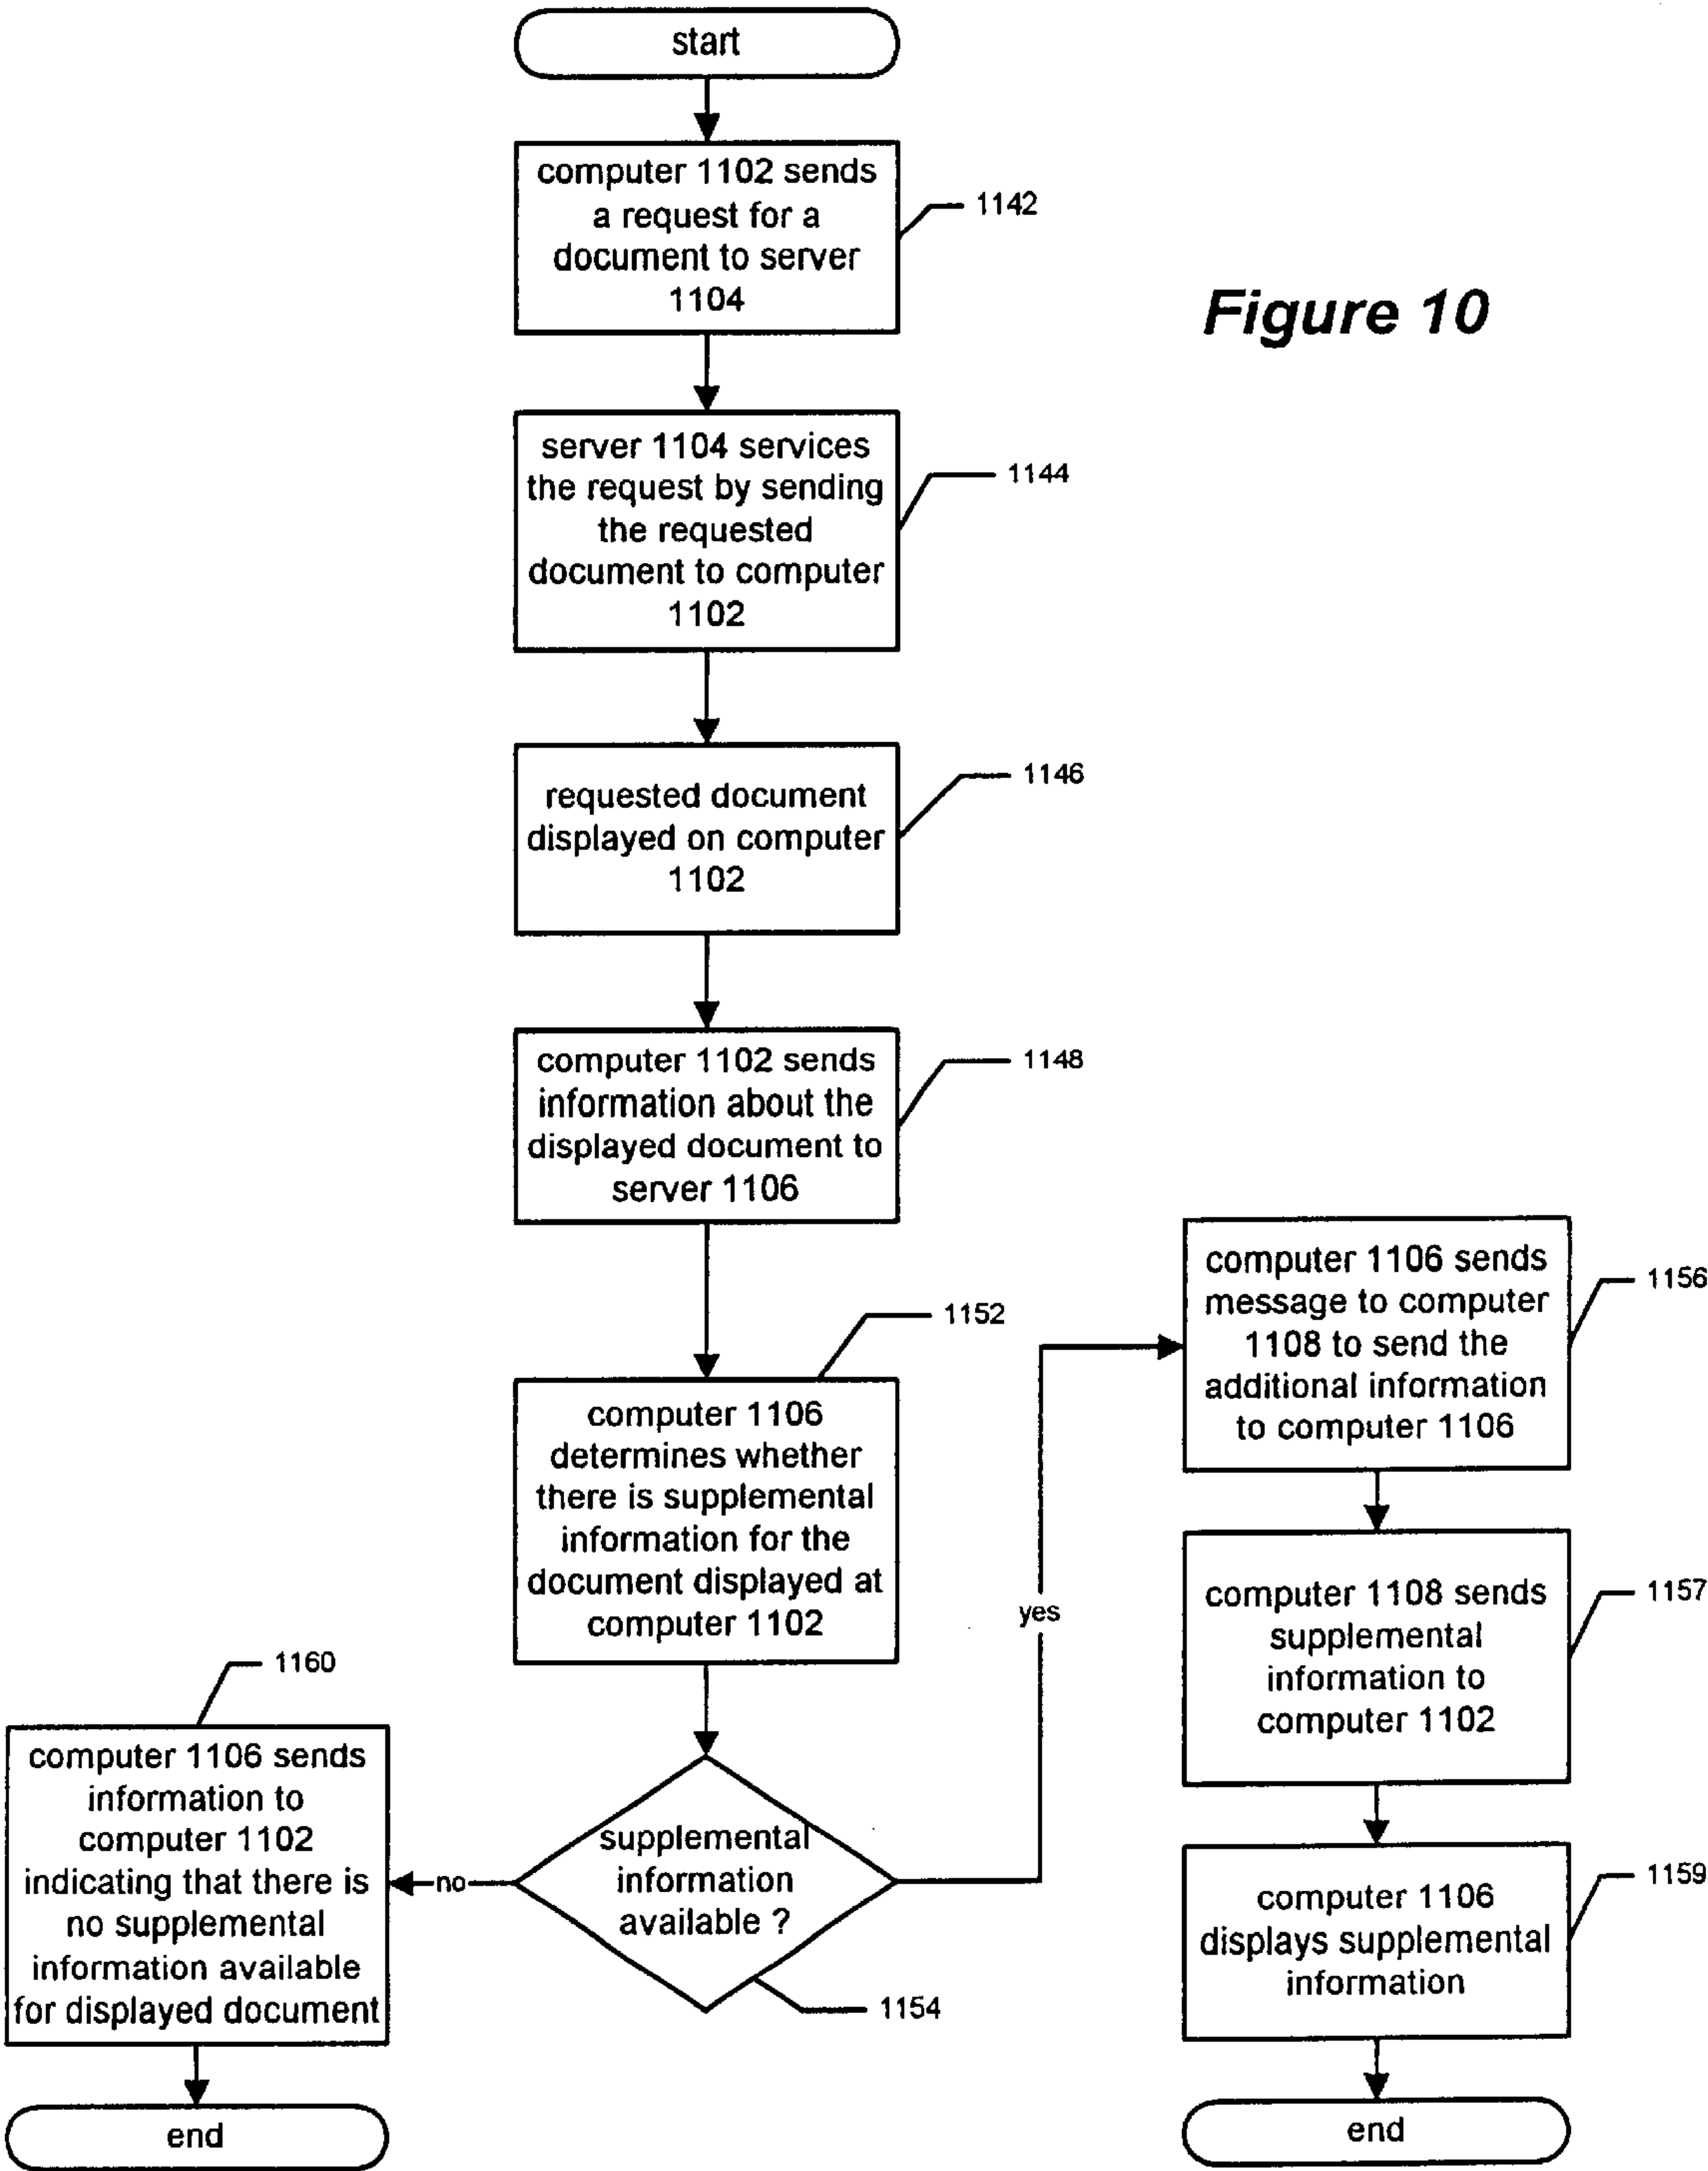 start
computer 1102 sends
a request for a
document to server
1104
1142
Figure 10
server 1104 services
the request by sending
the requested
document to computer
1102
1144
requested document
displayed on computer
1102
1146
computer 1102 sends
information about the
displayed document to
server 1106
1148
computer 1106
determines whether
there is supplemental
information for the
document displayed at
computer 1102
1152
supplemental
information
available ?
1154
no
yes
computer 1106 sends
information to
computer 1102
indicating that there is
no supplemental
information available
for displayed document
1160
end
computer 1106 sends
message to computer
1108 to send the
additional information
to computer 1106
1156
computer 1108 sends
supplemental
information to
computer 1102
1157
computer 1106
displays supplemental
information
1159
end